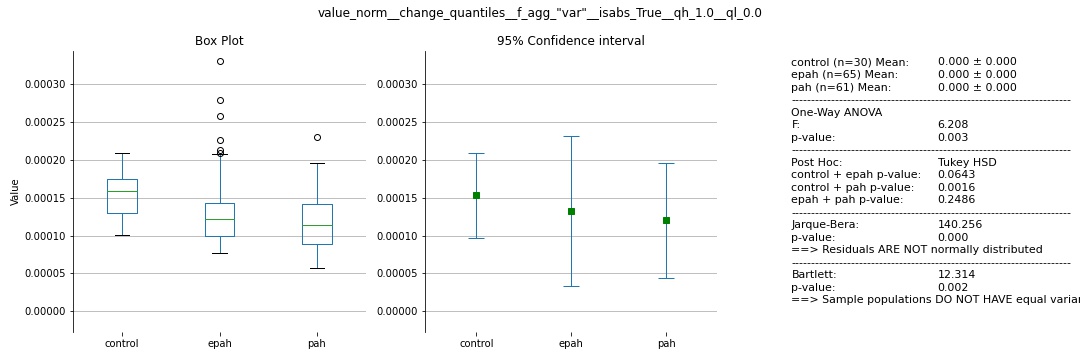 value_norm__change_quantiles__f_agg_"var"__isabs_True__qh_1.0__ql_0.0
Box Plot
Value
0.00030
0.00025
0.00020
0.00015
0.00010
0.00005
0.00000
control epah pah
95% Confidence interval
0.00030
0.00025
0.00020
0.00015
0.00010
0.00005
0.00000
control epah pah
control (n=30) Mean: 0.000 ± 0.000
epah (n=65) Mean: 0.000 ± 0.000
pah (n=61) Mean: 0.000 ± 0.000
One-Way ANOVA
F: 6.208
p-value: 0.003
Post Hoc: Tukey HSD
control + epah p-value: 0.0643
control + pah p-value: 0.0016
epah + pah p-value: 0.2486
Jarque-Bera: 140.256
p-value: 0.000
==> Residuals ARE NOT normally distributed
Bartlett: 12.314
p-value: 0.002
==> Sample populations DO NOT HAVE equal varian